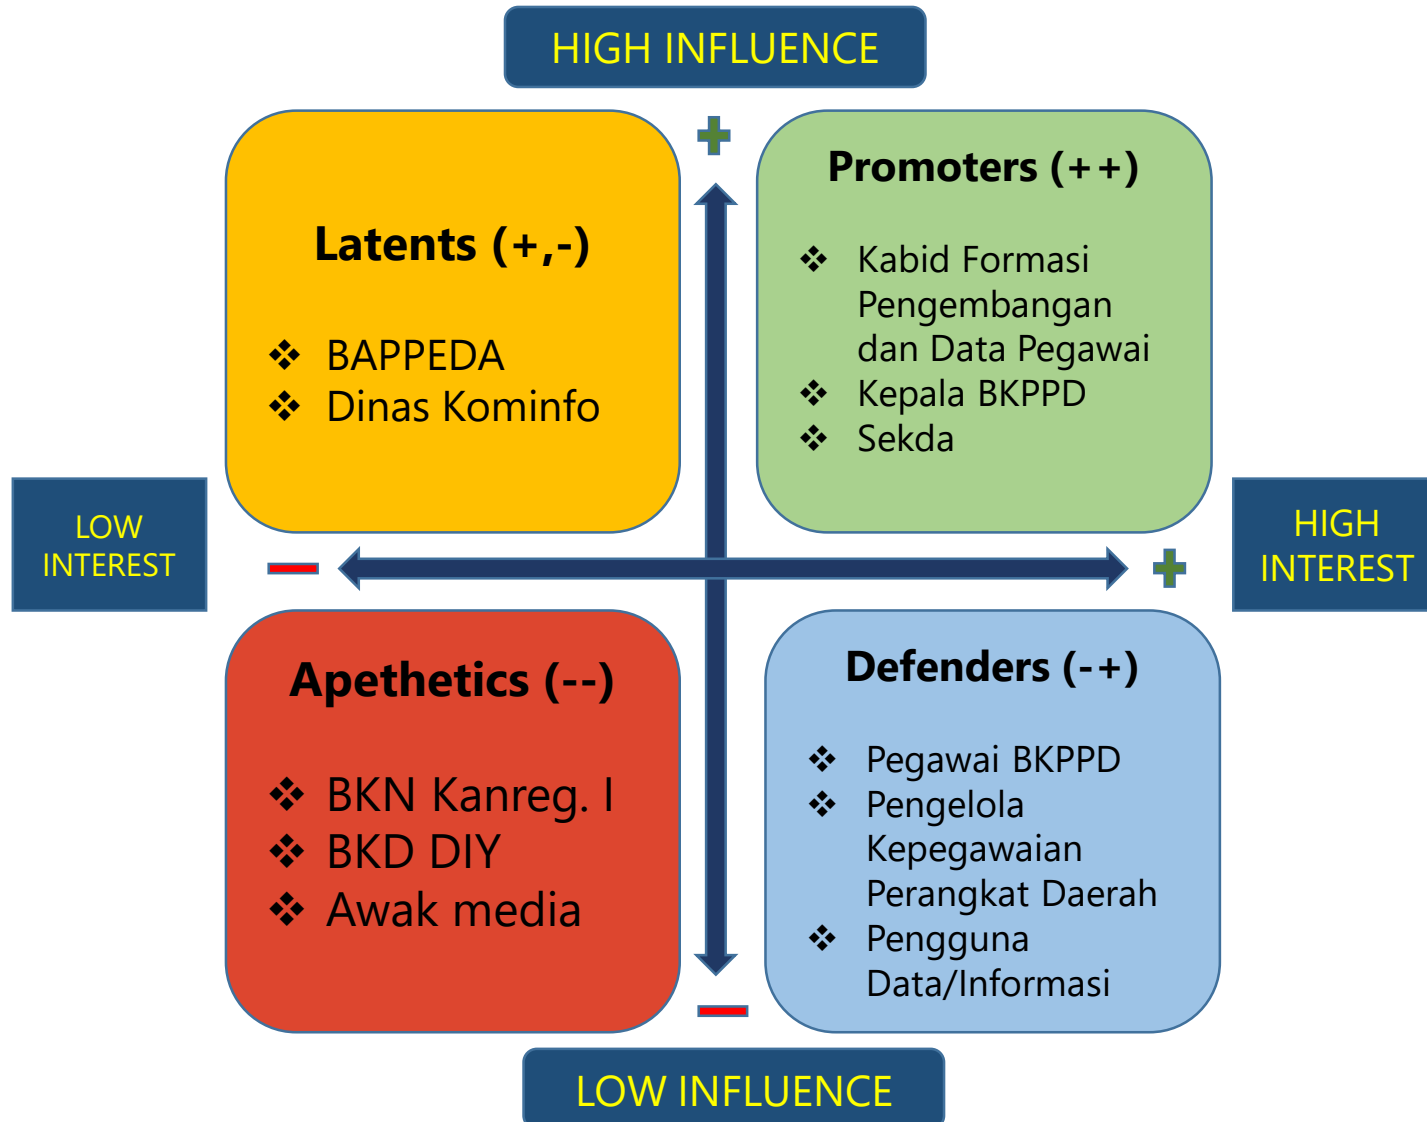 HIGH INFLUENCE
Latents (+,-)
❖ BAPPEDA
❖ Dinas Kominfo
Promoters (++)
❖ Kabid Formasi
Pengembangan
dan Data Pegawai
❖ Kepala BKPPD
❖ Sekda
LOW
INTEREST
HIGH
INTEREST
Apethetics (--)
❖ BKN Kanreg. I
❖ BKD DIY
❖ Awak media
Defenders (-+)
❖ Pegawai BKPPD
❖ Pengelola
Kepegawaian
Perangkat Daerah
❖ Pengguna
Data/Informasi
LOW INFLUENCE